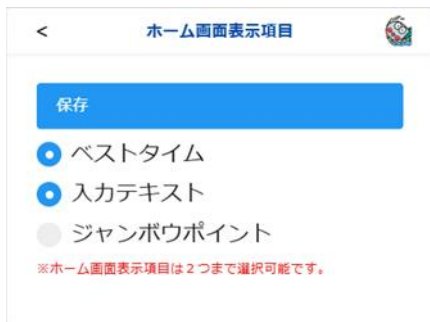 < ホーム画面表示項目
保存
ベストタイム
入力テキスト
ジャンボウポイント
※ホーム画面表示項目は２つまで選択可能です。